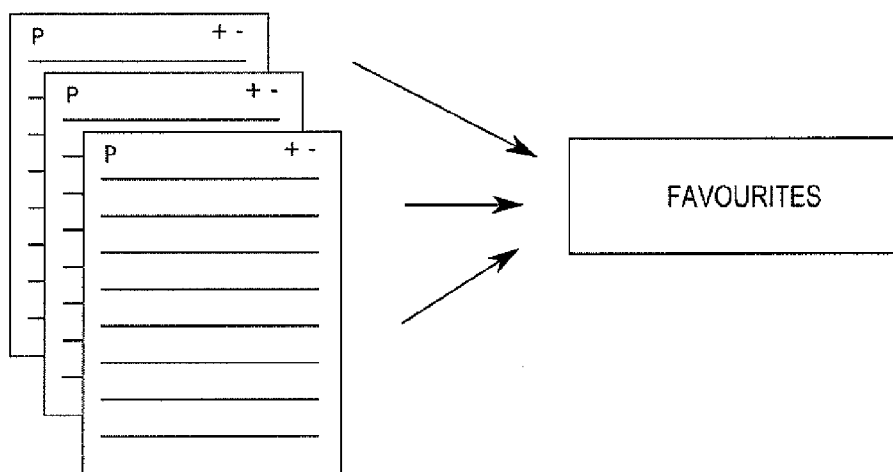 P + -
P + -
P + -
FAVOURITES